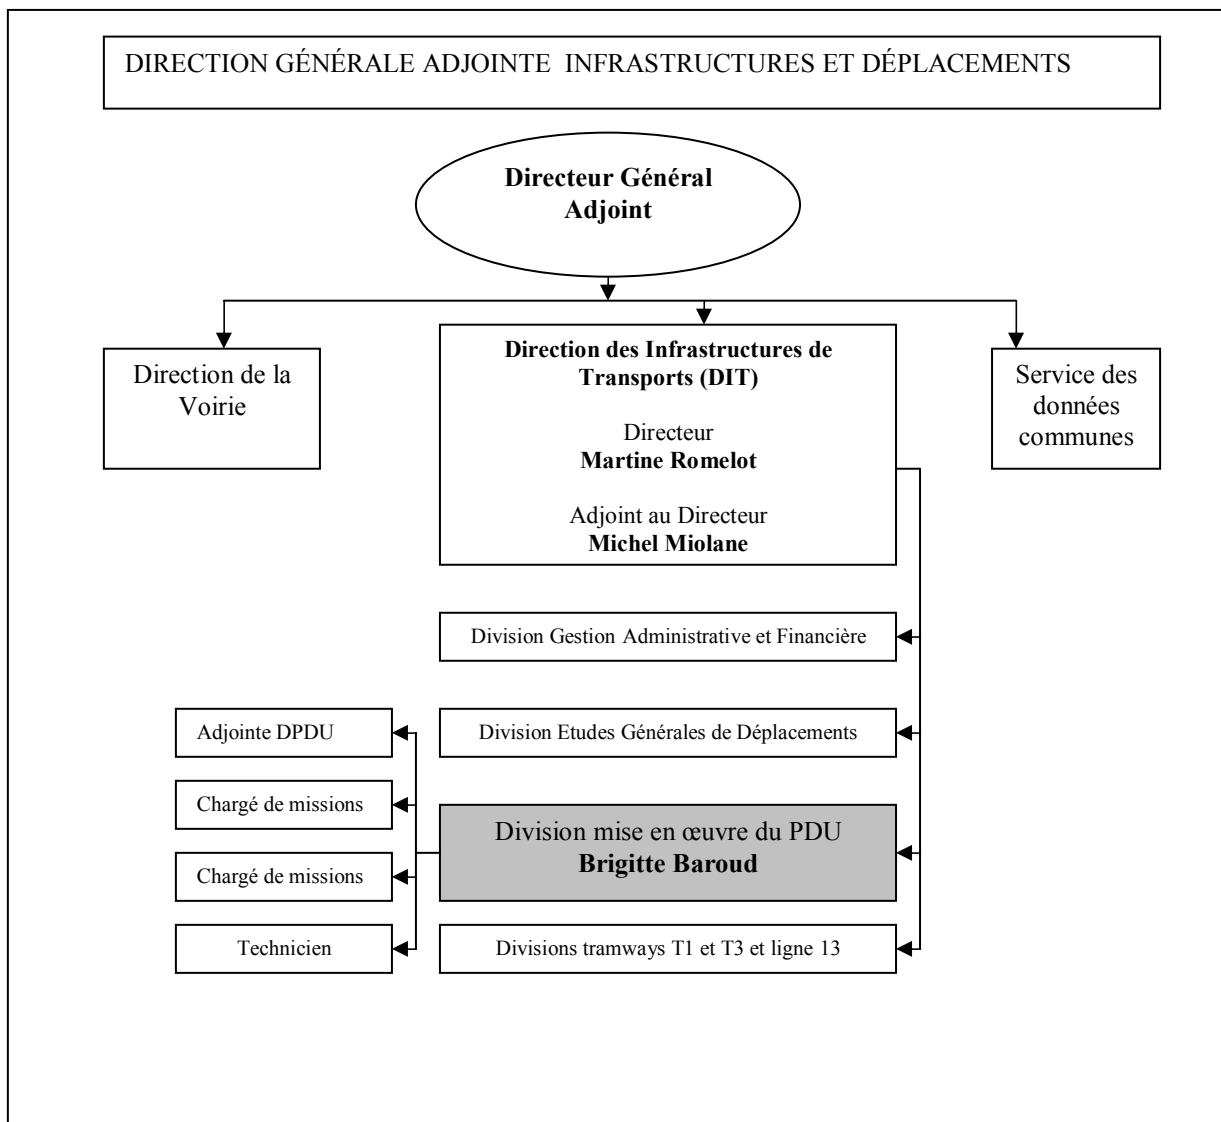 DIRECTION GÉNÉRALE ADJOINTE INFRASTRUCTURES ET DÉPLACEMENTS
Directeur Général
Adjoint
Direction de la
Voirie
Direction des Infrastructures de
Transports (DIT)
Directeur
Martine Romelot
Adjoint au Directeur
Michel Miolane
Service des
données
communes
Division Gestion Administrative et Financière
Adjointe DPDU
Division Etudes Générales de Déplacements
Chargé de missions
Division mise en œuvre du PDU
Brigitte Baroud
Chargé de missions
Technicien
Divisions tramways T1 et T3 et ligne 13